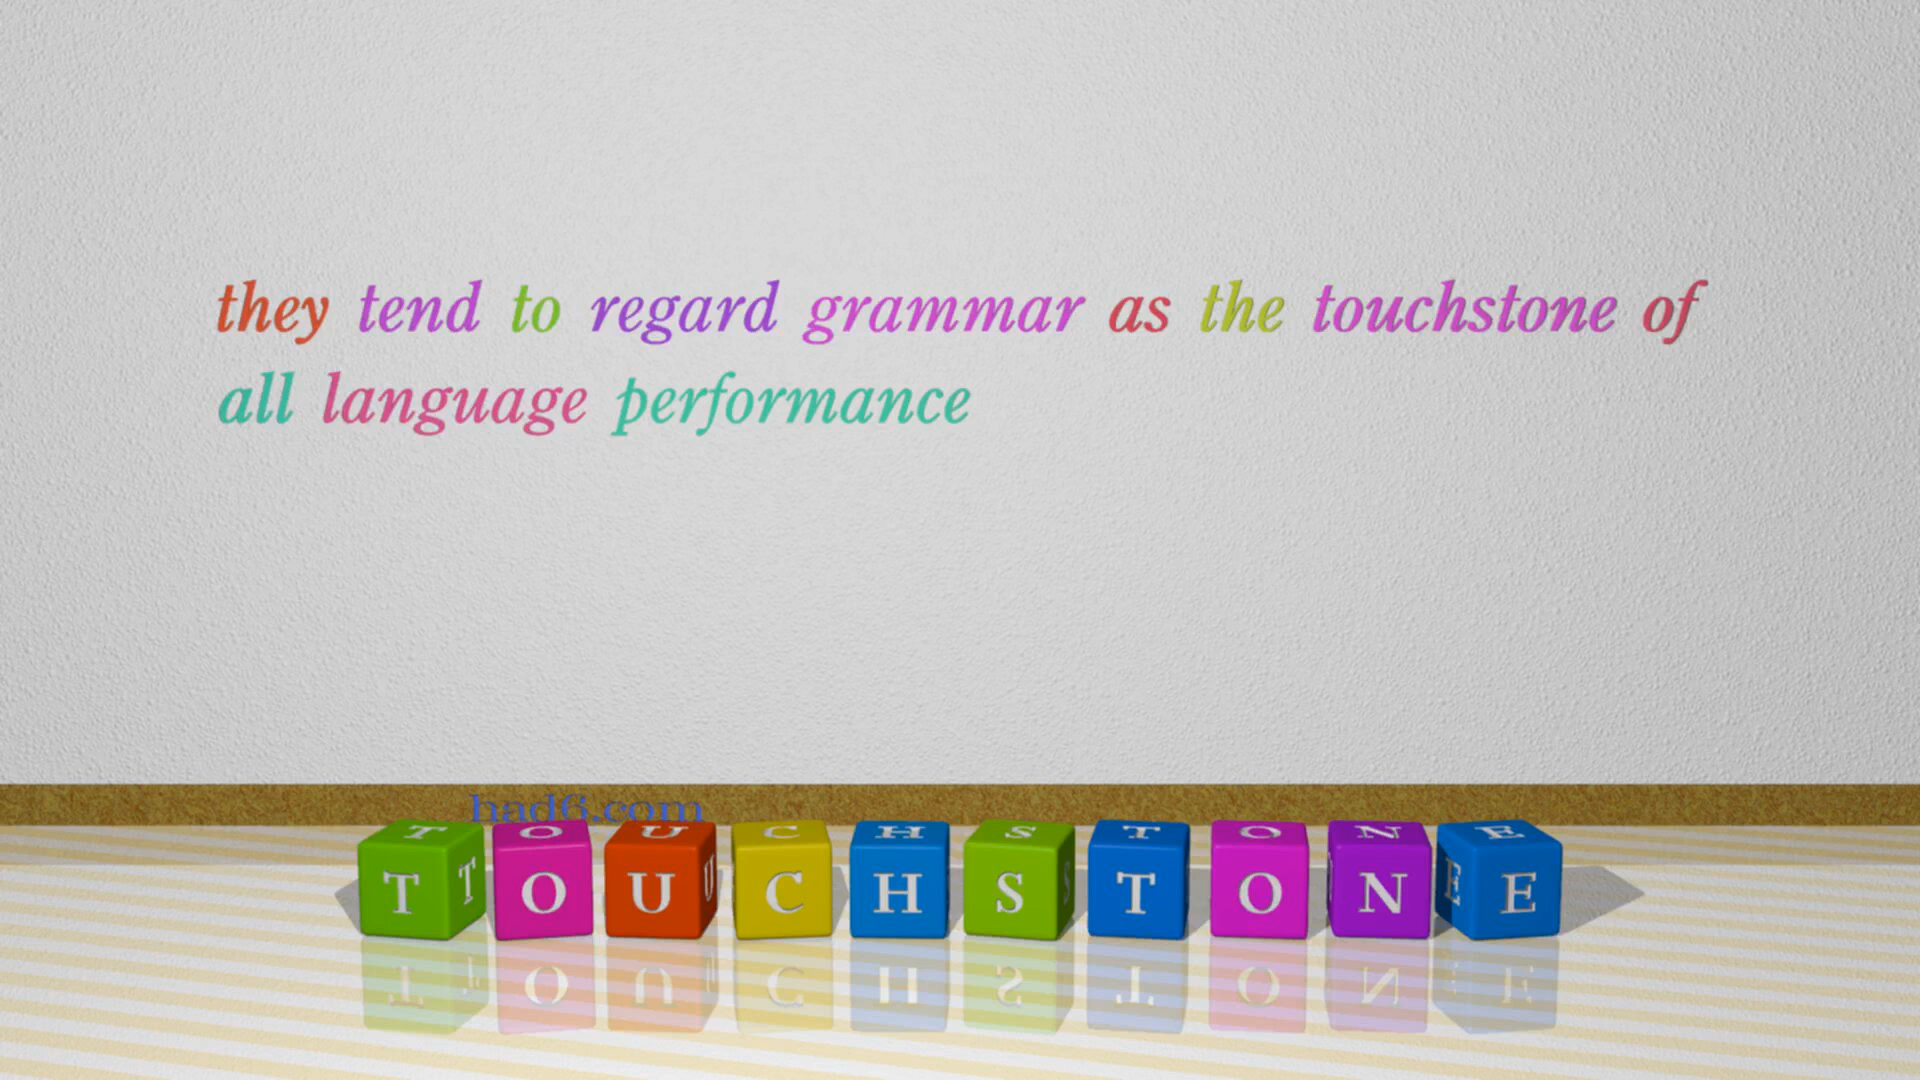 they tend to regard grammar as the touchstone of
all language performance
had6.com
TOUCHSTONE